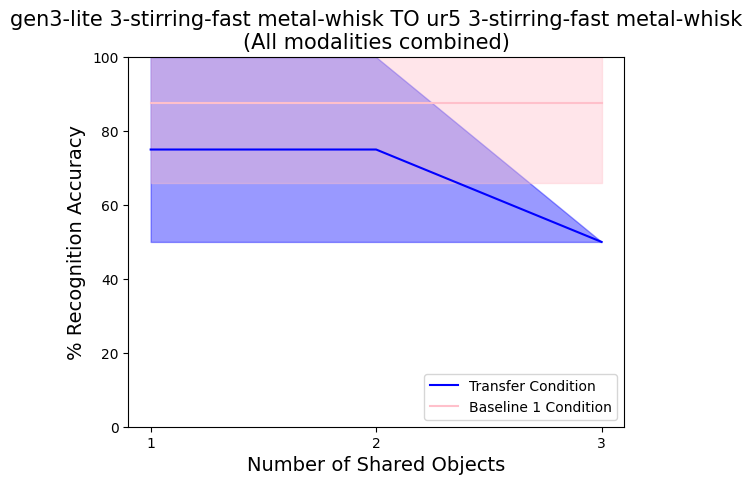 gen3-lite 3-stirring-fast metal-whisk TO ur5 3-stirring-fast metal-whisk
(All modalities combined)
100
80
60
40
20
0
% Recognition Accuracy
Transfer Condition
Baseline 1 Condition
1 2 3
Number of Shared Objects